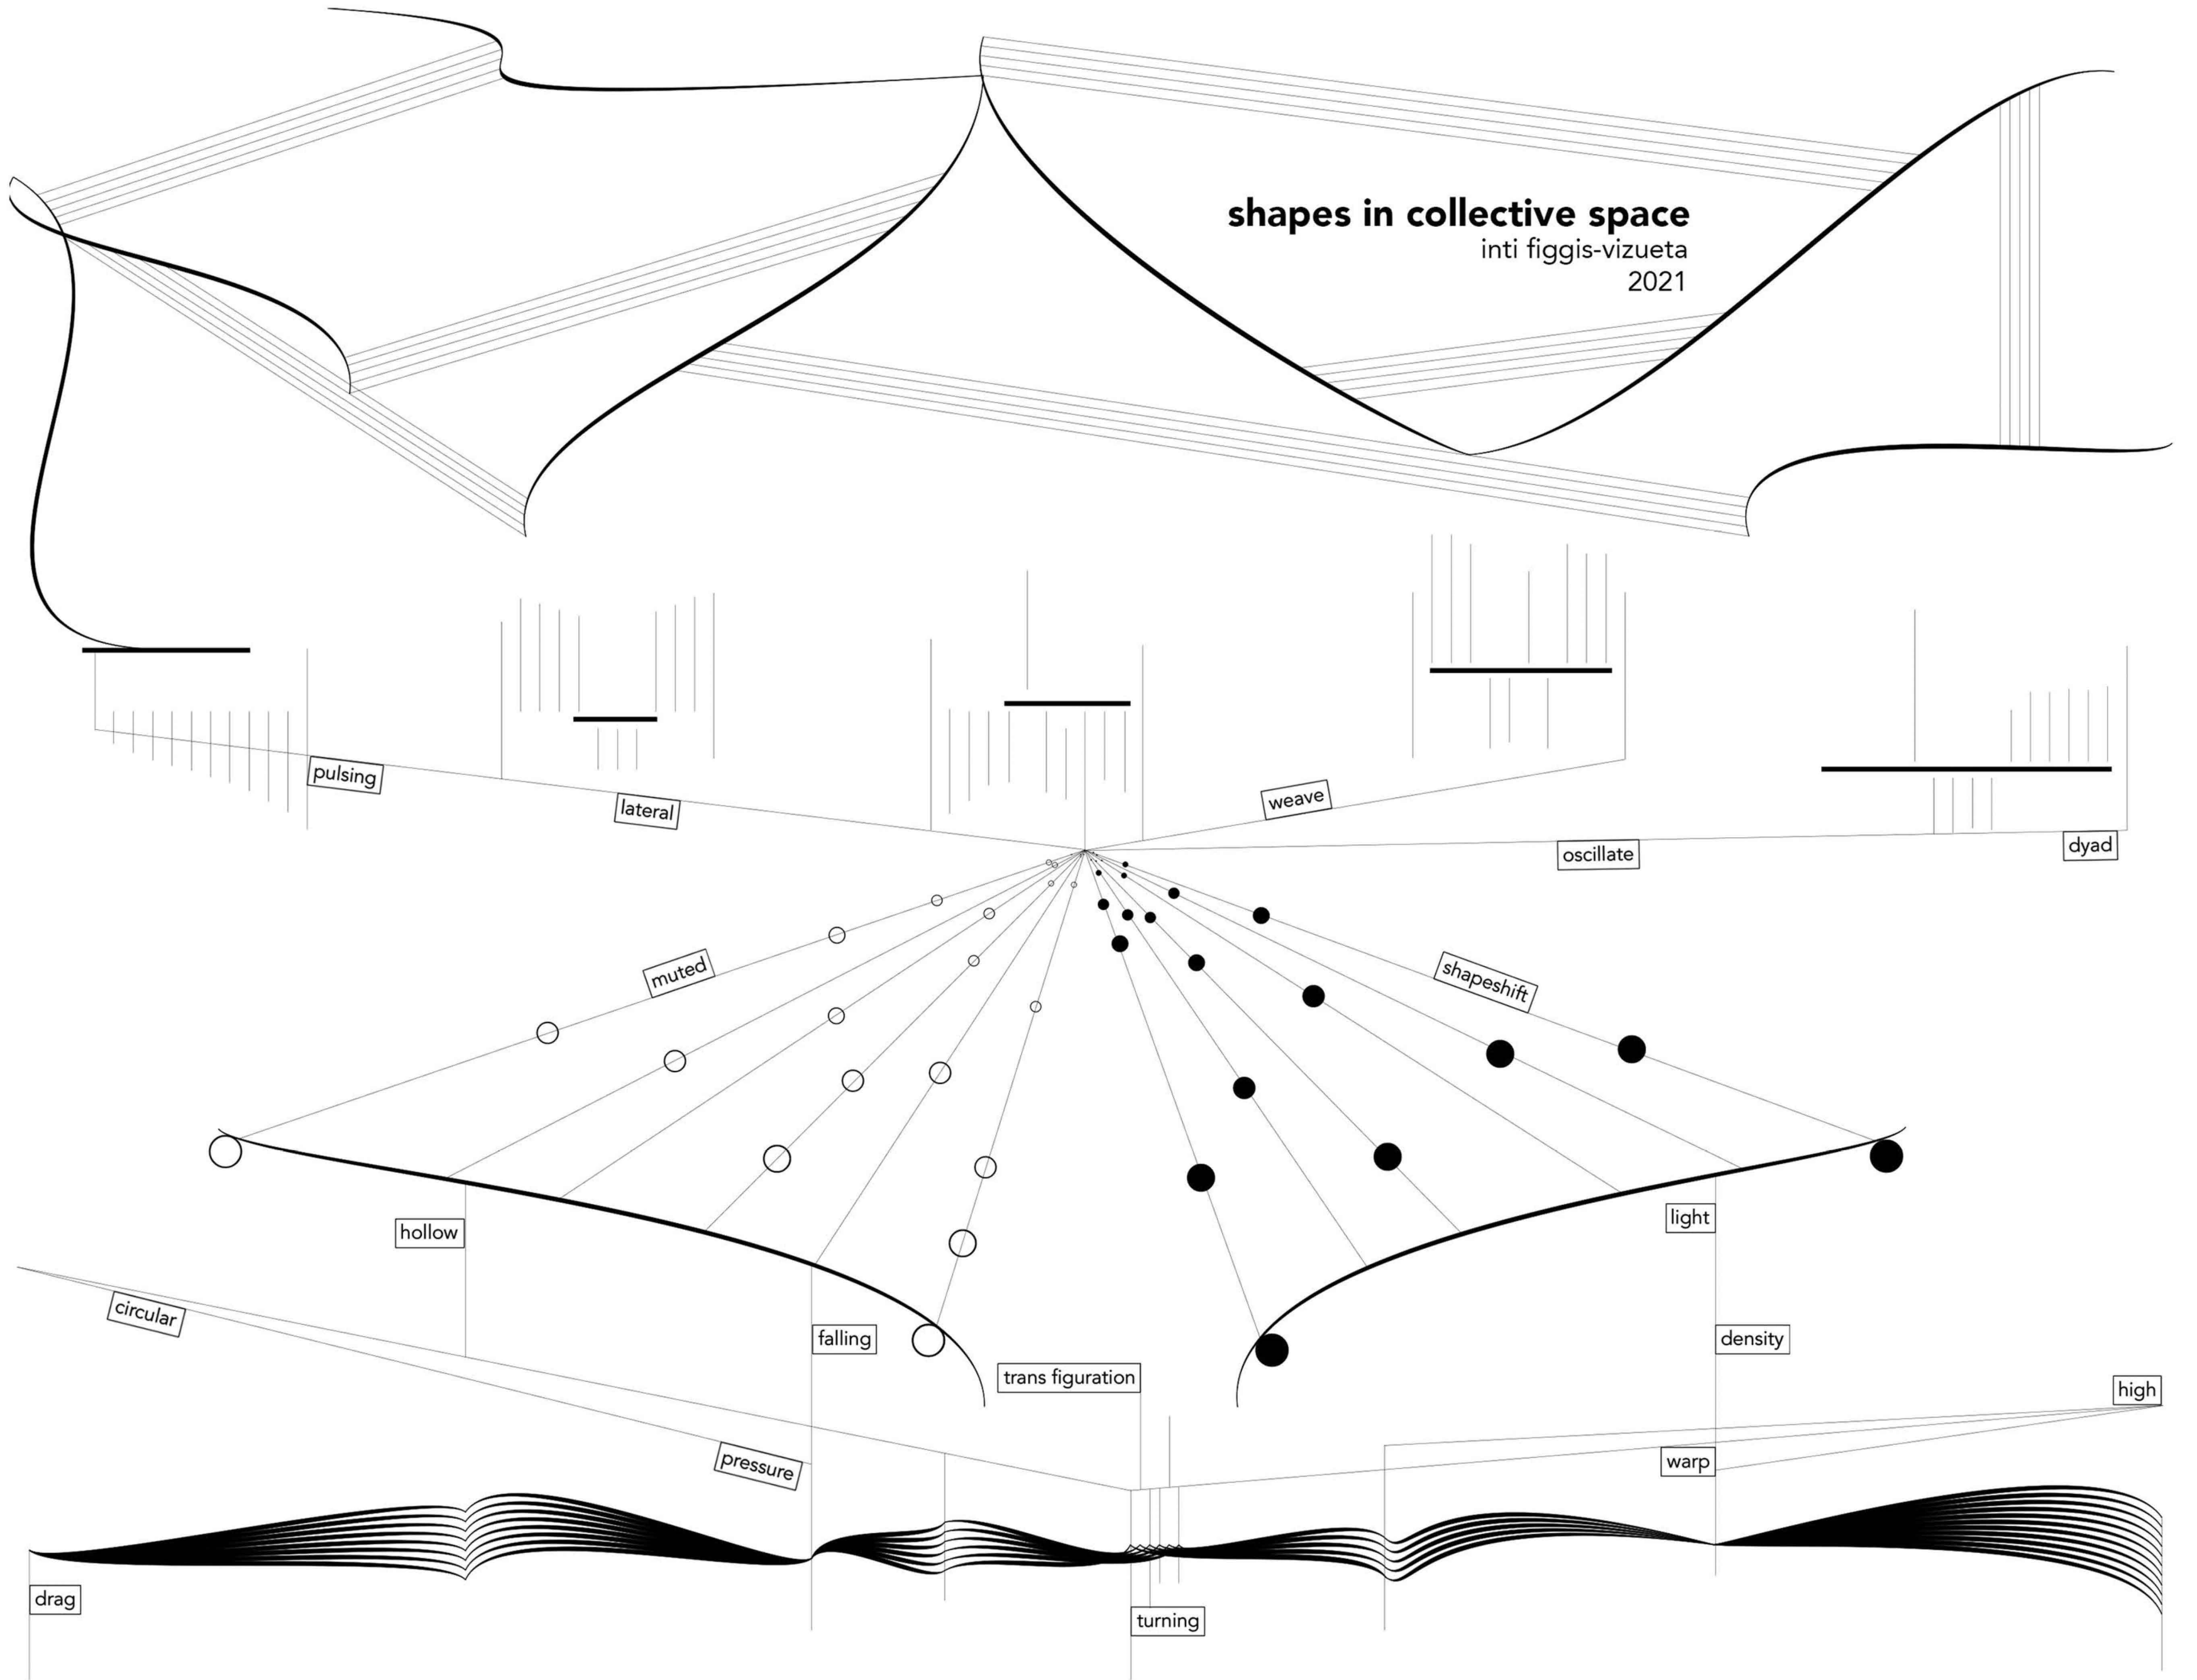 shapes in collective space
inti figgis-vizueta
2021
pulsing
lateral
weave
oscillate
dyad
muted
shapeshift
hollow
light
circular
falling
density
trans figuration
high
pressure
warp
drag
turning